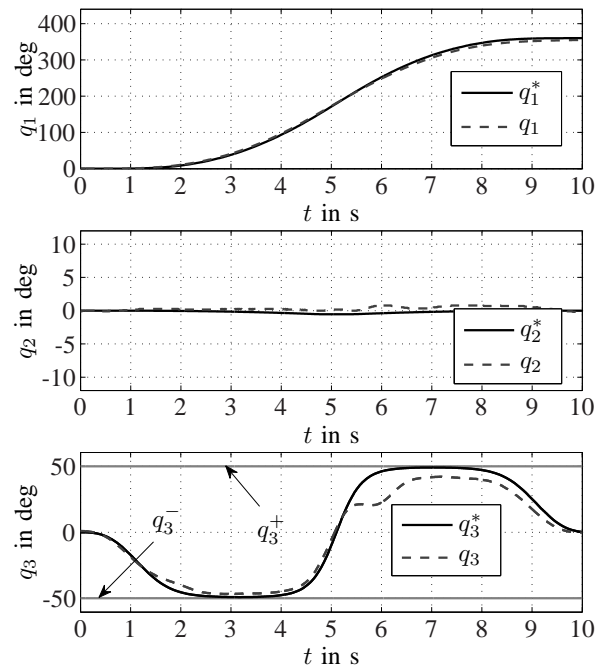 400
300
200
100
0
q₁ in deg
q₁*
q₁
0 1 2 3 4 5 6 7 8 9 10
t in s
10
5
0
-5
-10
q₂ in deg
q₂*
q₂
0 1 2 3 4 5 6 7 8 9 10
t in s
50
0
-50
q₃ in deg
q₃⁻
q₃⁺
q₃*
q₃
0 1 2 3 4 5 6 7 8 9 10
t in s